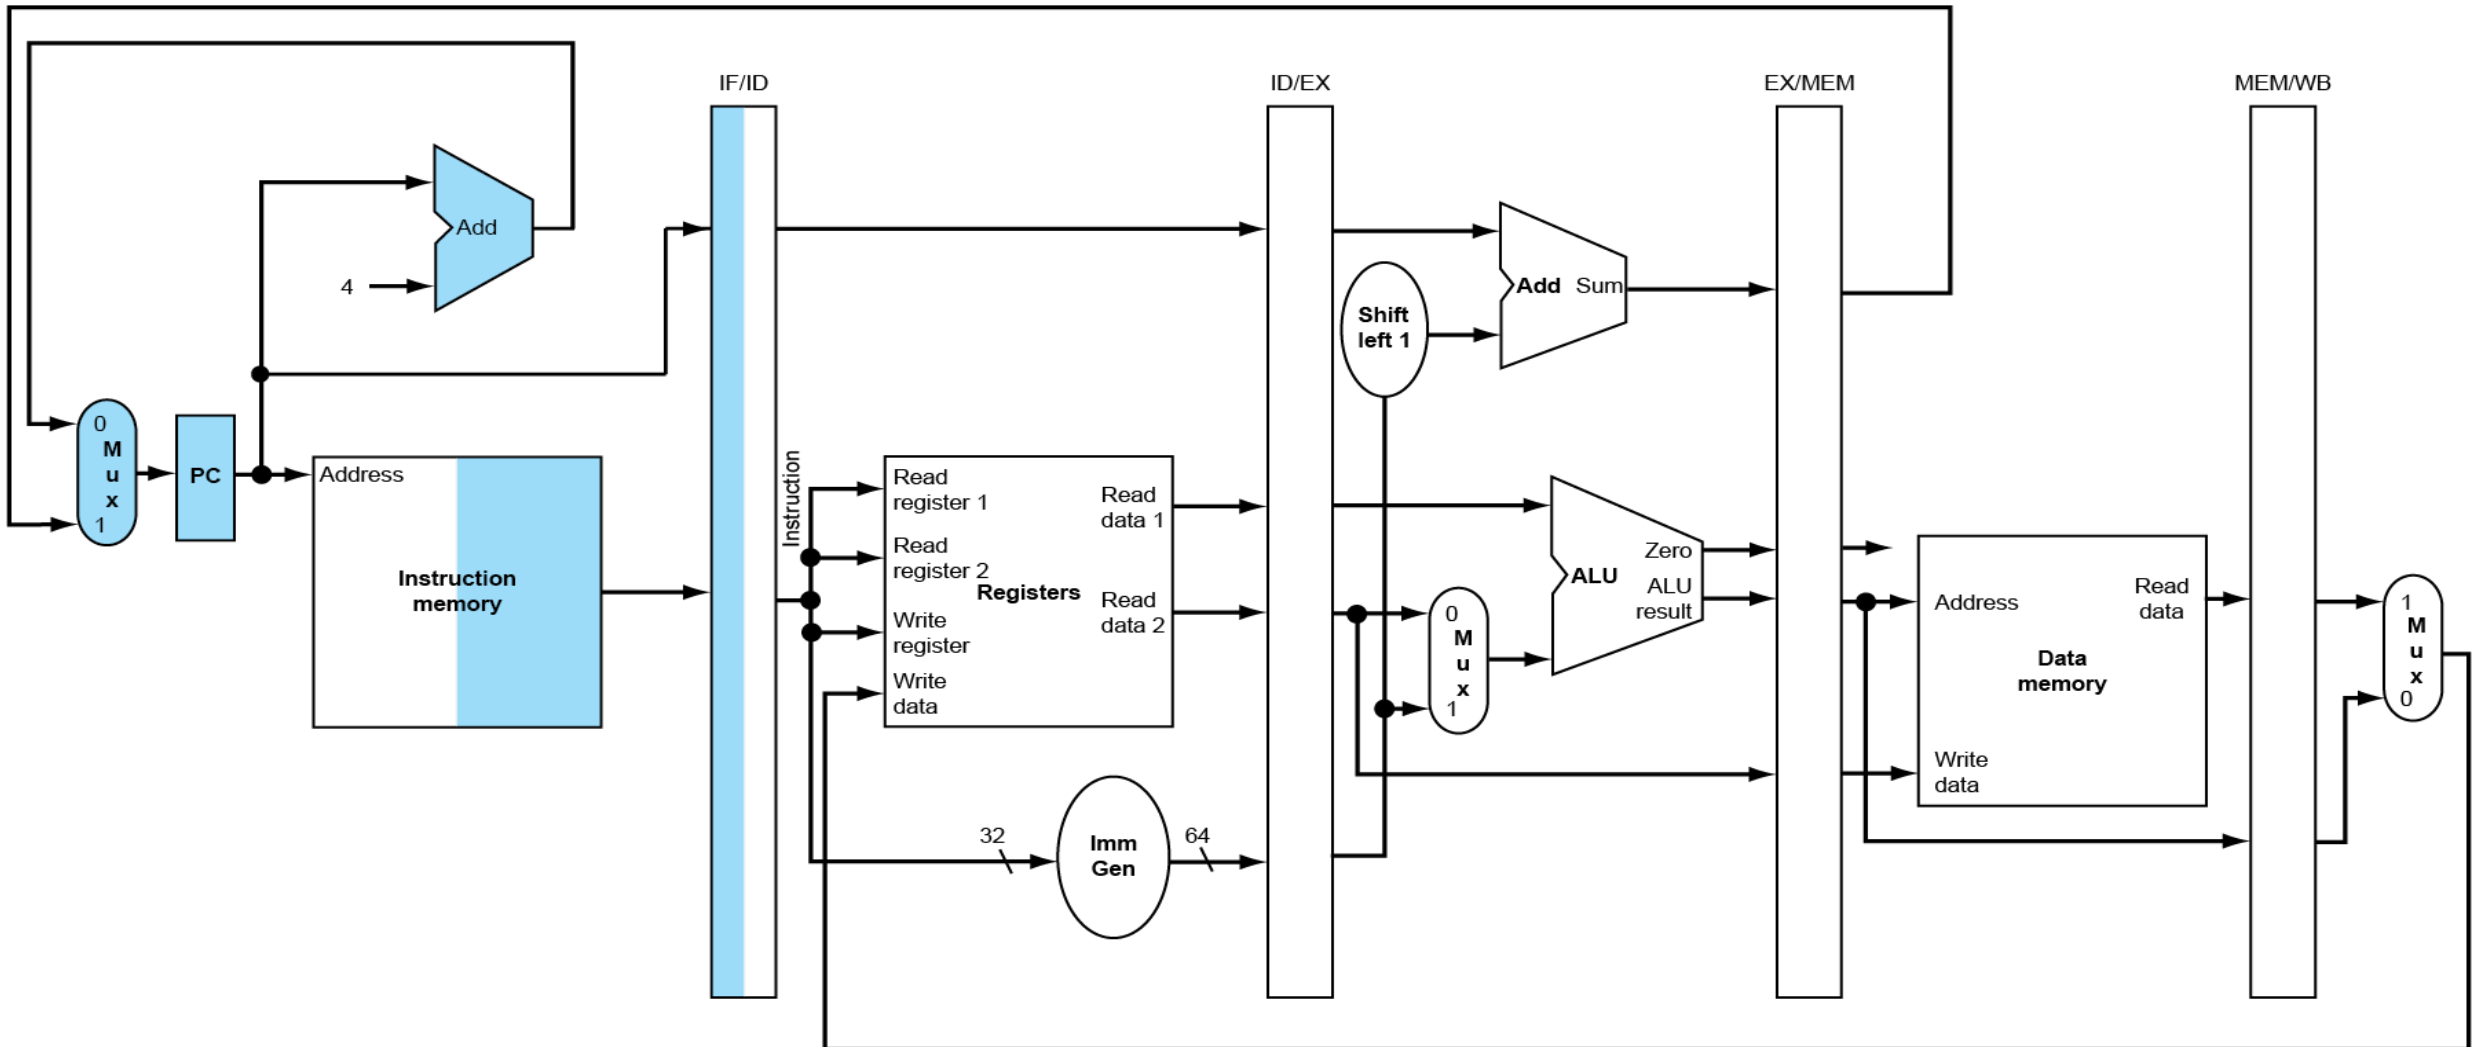 IF/ID
ID/EX
EX/MEM
MEM/WB
Add
4
Add Sum
Shift
left 1
0
M
u
x
1
PC
Address
Instruction
memory
Instruction
Read
register 1
Read
register 2
Write
register
Write
data
Registers
Read
data 1
Read
data 2
0
M
u
x
1
Zero
ALU
ALU
result
Address
Read
data
Data
memory
Write
data
1
M
u
x
0
32
Imm
Gen
64